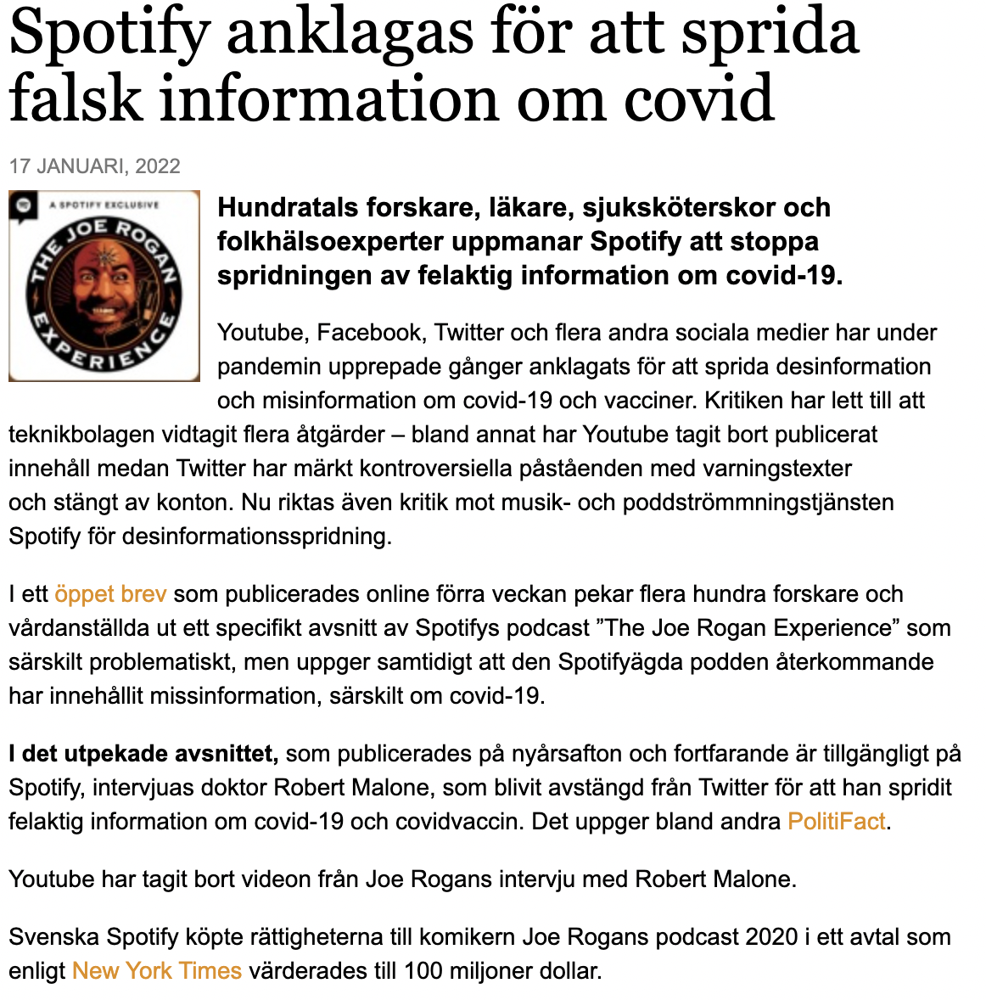 Spotify anklagas för att sprida
falsk information om covid
17 JANUARI, 2022
A SPOTIFY EXCLUSIVE
THE JOE ROGAN
EXPERIENCE
Hundratals forskare, läkare, sjuksköterskor och
folkhälsoexperter uppmanar Spotify att stoppa
spridningen av felaktig information om covid-19.
Youtube, Facebook, Twitter och flera andra sociala medier har under
pandemin upprepade gånger anklagats för att sprida desinformation
och misinformation om covid-19 och vacciner. Kritiken har lett till att
teknikbolagen vidtagit flera åtgärder – bland annat har Youtube tagit bort publicerat
innehåll medan Twitter har märkt kontroversiella påståenden med varningstexter
och stängt av konton. Nu riktas även kritik mot musik- och poddströmmningstjänsten
Spotify för desinformationsspridning.
I ett öppet brev som publicerades online förra veckan pekar flera hundra forskare och
vårdanställda ut ett specifikt avsnitt av Spotifys podcast ”The Joe Rogan Experience” som
särskilt problematiskt, men uppger samtidigt att den Spotifyägda podden återkommande
har innehållit missinformation, särskilt om covid-19.
I det utpekade avsnittet, som publicerades på nyårsafton och fortfarande är tillgängligt på
Spotify, intervjuas doktor Robert Malone, som blivit avstängd från Twitter för att han spridit
felaktig information om covid-19 och covidvaccin. Det uppger bland andra PolitiFact.
Youtube har tagit bort videon från Joe Rogans intervju med Robert Malone.
Svenska Spotify köpte rättigheterna till komikern Joe Rogans podcast 2020 i ett avtal som
enligt New York Times värderades till 100 miljoner dollar.